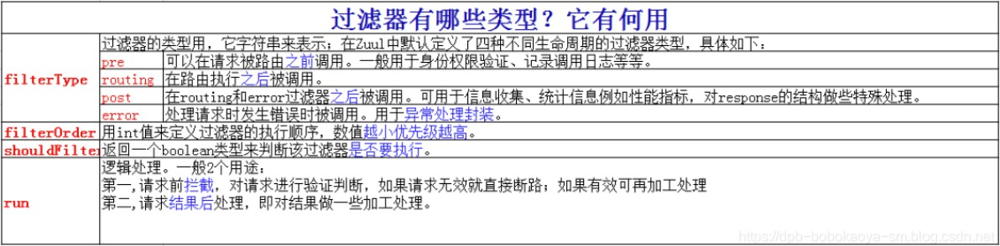 过滤器有哪些类型？它有何用
过滤器的类型用，它字符串来表示；在Zuul中默认定义了四种不同生命周期的过滤器类型，具体如下：
filterType
pre 可以在请求被路由之前调用。一般用于身份权限验证、记录调用日志等等。
routing 在路由执行之后被调用。
post 在routing和error过滤器之后被调用。可用于信息收集、统计信息例如性能指标，对response的结构做些特殊处理。
error 处理请求时发生错误时被调用。用于异常处理封装。
filterOrder 用int值来定义过滤器的执行顺序，数值越小优先级越高。
shouldFilte 返回一个boolean类型来判断该过滤器是否要执行。
run
逻辑处理。一般2个用途：
第一,请求前拦截，对请求进行验证判断，如果请求无效就直接断路；如果有效可再加工处理
第二,请求结果后处理，即对结果做一些加工处理。
https://dpb-bobokaoya-sm.blog.csdn.net